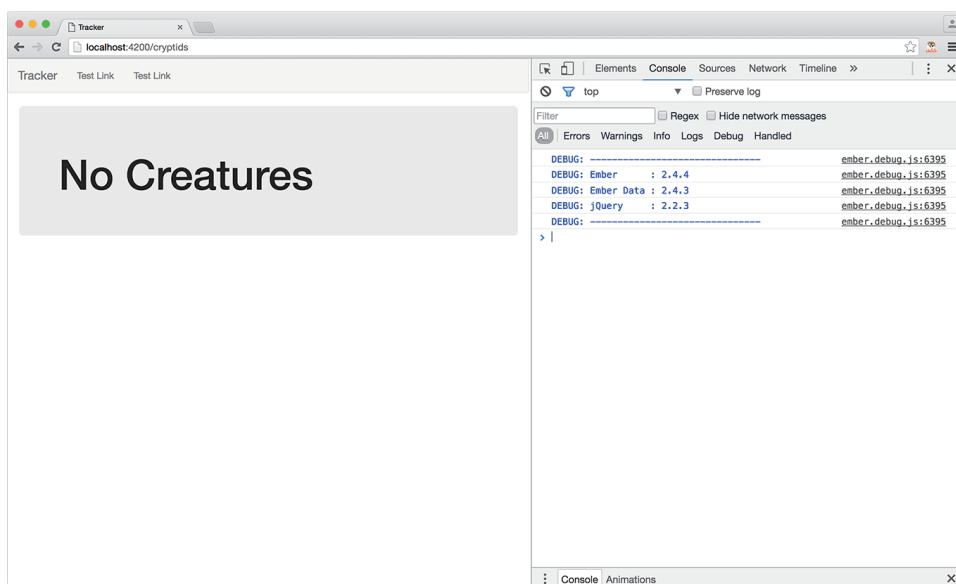 Tracker
localhost:4200/cryptids
Tracker Test Link Test Link
No Creatures
Elements Console Sources Network Timeline »
top ▼ Preserve log
Filter Regex Hide network messages
All Errors Warnings Info Logs Debug Handled
DEBUG: ------------------------------- ember.debug.js:6395
DEBUG: Ember : 2.4.4 ember.debug.js:6395
DEBUG: Ember Data : 2.4.3 ember.debug.js:6395
DEBUG: jQuery : 2.2.3 ember.debug.js:6395
DEBUG: ------------------------------- ember.debug.js:6395
Console Animations